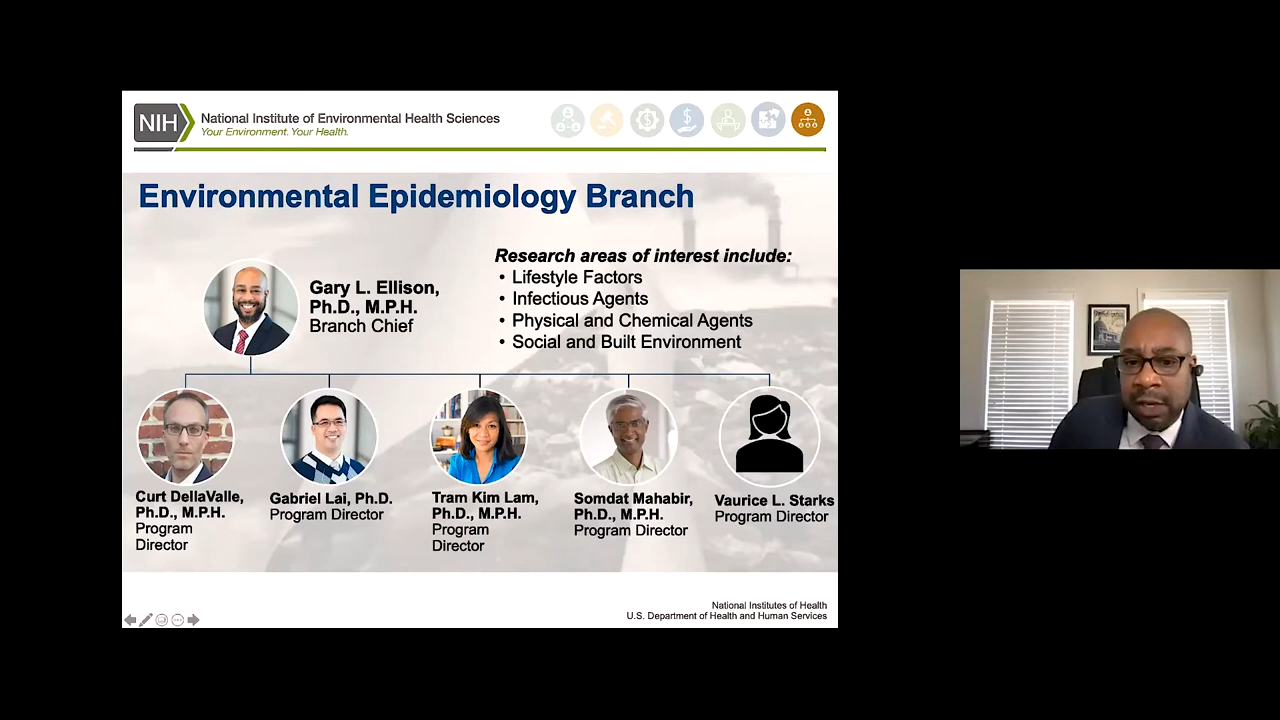 NIH
National Institute of Environmental Health Sciences
Your Environment. Your Health.
Environmental Epidemiology Branch
Gary L. Ellison,
Ph.D., M.P.H.
Branch Chief
Research areas of interest include:
• Lifestyle Factors
• Infectious Agents
• Physical and Chemical Agents
• Social and Built Environment
Curt DellaValle,
Ph.D., M.P.H.
Program
Director
Gabriel Lai, Ph.D.
Program Director
Tram Kim Lam,
Ph.D., M.P.H.
Program
Director
Somdat Mahabir,
Ph.D., M.P.H.
Program Director
Vaurice L. Starks
Program Director
National Institutes of Health
U.S. Department of Health and Human Services